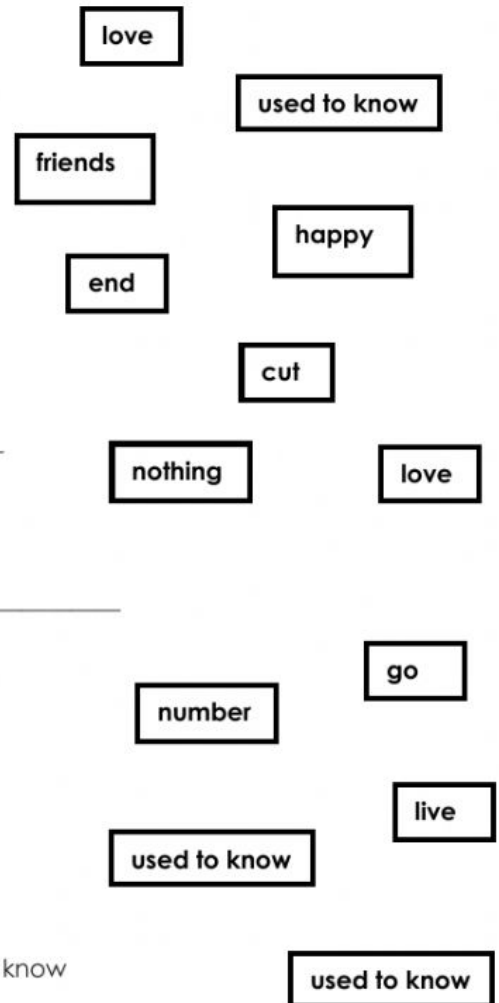 love
used to know
friends
happy
end
cut
nothing
love
go
number
live
used to know
know
used to know